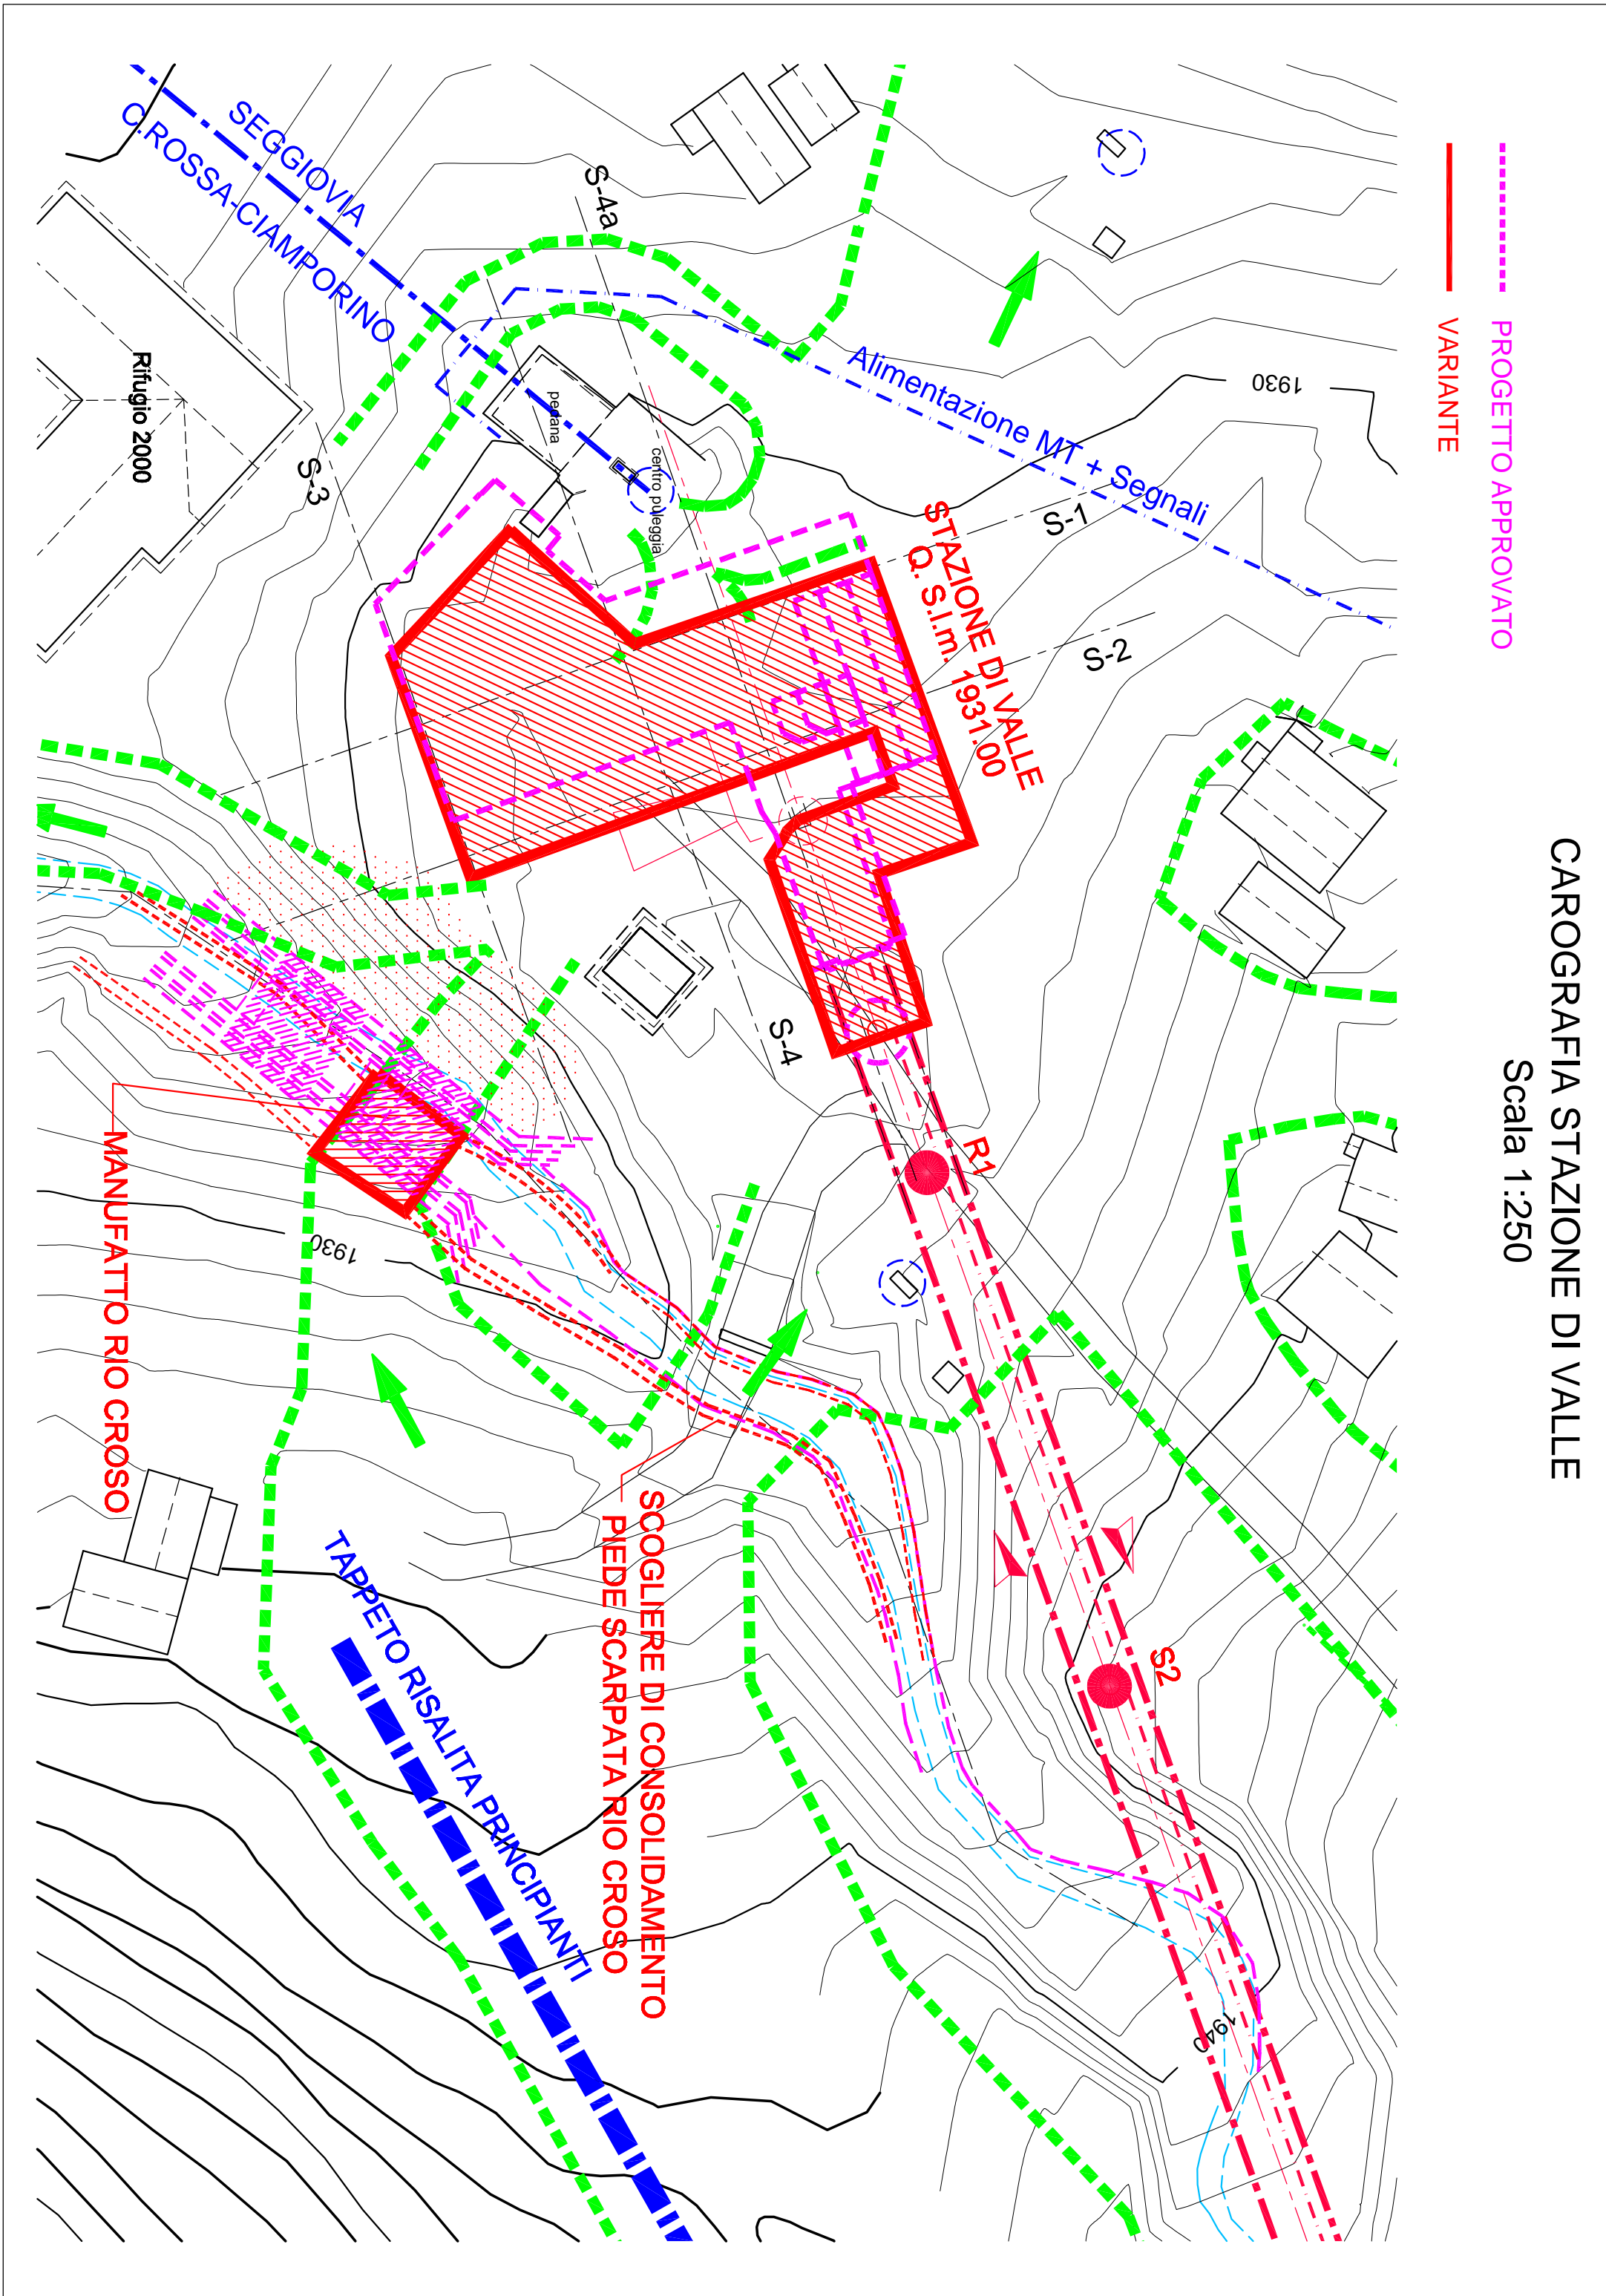 CAROGRAFIA STAZIONE DI VALLE
Scala 1:250
PROGETTO APPROVATO
VARIANTE
SEGGIOVIA
C.ROSSA-CIAMPORINO
Rifugio 2000
S-4a
S-3
pedana
centro puleggia
Alimentazione MT + Segnali
1930
S-1
S-2
STAZIONE DI VALLE
Q. S.l.m. 1931.00
S-4
R1
S2
MANUFATTO RIO CROSO
1930
SCOGLIERE DI CONSOLIDAMENTO
PIEDE SCARPATA RIO CROSO
TAPPETO RISALITA PRINCIPIANTI
1940